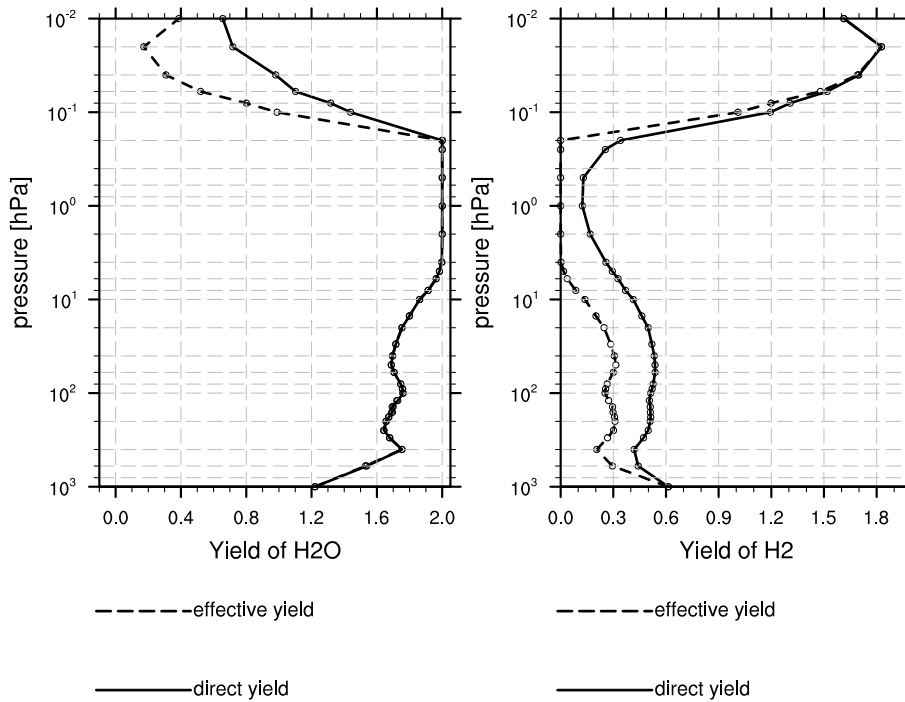 10-2
10-1
100
101
102
103
pressure [hPa]
0.0 0.4 0.8 1.2 1.6 2.0
Yield of H2O
effective yield
direct yield
10-2
10-1
100
101
102
103
pressure [hPa]
0.0 0.3 0.6 0.9 1.2 1.5 1.8
Yield of H2
effective yield
direct yield